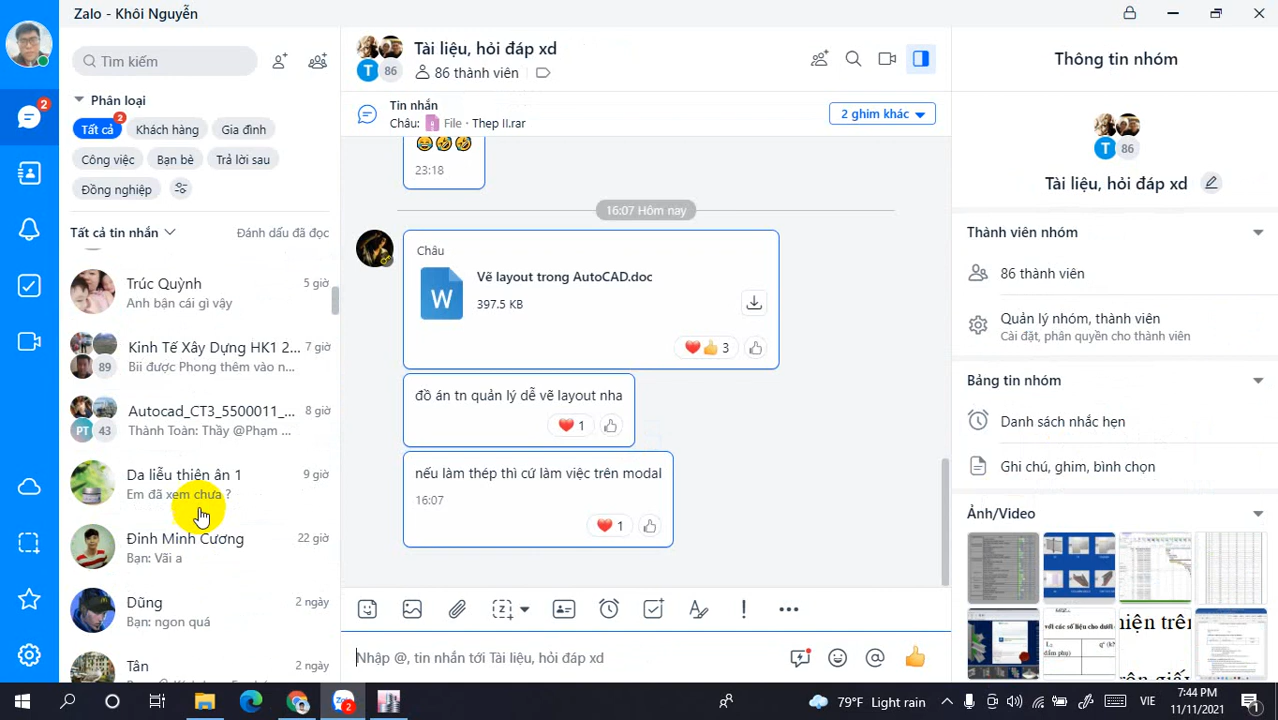 Zalo - Khôi Nguyễn
Tìm kiếm
Phân loại
Tất cả
2
Khách hàng
Gia đình
Công việc
Bạn bè
Trả lời sau
Đồng nghiệp
2
Tất cả tin nhắn
Đánh dấu đã đọc
Trúc Quỳnh
5 giờ
Anh bận cái gì vậy
Kinh Tế Xây Dựng HK1 2...
7 giờ
89
Bii được Phong thêm vào n...
Autocad_CT3_5500011_...
8 giờ
PT 43
Thành Toàn: Thầy @Phạm ...
Da liễu thiên ân 1
9 giờ
Em đã xem chưa ?
Đinh Minh Cương
22 giờ
Bạn: Vãi a
Dũng
2 ngày
Bạn: ngon quá
Tân
2 ngày
Tài liệu, hỏi đáp xd
T 86
86 thành viên
Tin nhắn
Châu: File - Thep II.rar
2 ghim khác
23:18
16:07 Hôm nay
Châu
W
Vẽ layout trong AutoCAD.doc
397.5 KB
3
đồ án tn quản lý dễ vẽ layout nha
1
nếu làm thép thì cứ làm việc trên modal
16:07
1
Nhập @, tin nhắn tới Tài liệu, hỏi đáp xd
Thông tin nhóm
T 86
Tài liệu, hỏi đáp xd
Thành viên nhóm
86 thành viên
Quản lý nhóm, thành viên
Cài đặt, phân quyền cho thành viên
Bảng tin nhóm
Danh sách nhắc hẹn
Ghi chú, ghim, bình chọn
Ảnh/Video
2
79°F Light rain
VIE
7:44 PM
11/11/2021
1